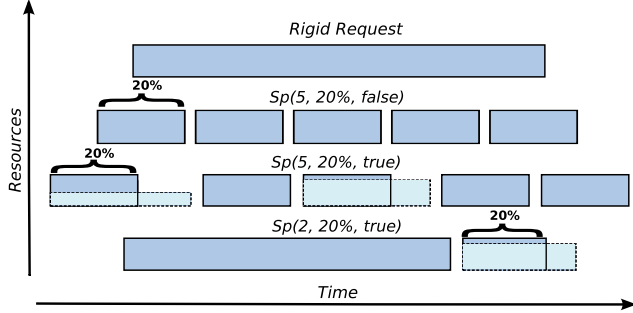 Rigid Request
20%
Sp(5, 20%, false)
20%
Sp(5, 20%, true)
Sp(2, 20%, true)
20%
Resources
Time